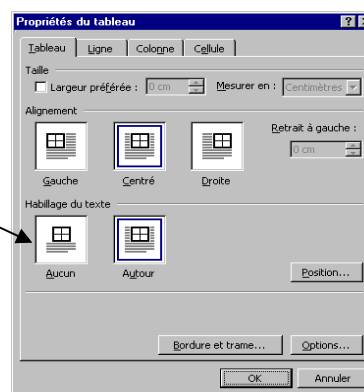 Propriétés du tableau
Tableau Ligne Colonne Cellule
Taille
Largeur préférée : 0 cm Mesurer en : Centimètres
Alignement
Retrait à gauche :
0 cm
Gauche Centré Droite
Habillage du texte
Aucun Autour Position...
Bordure et trame... Options...
OK Annuler